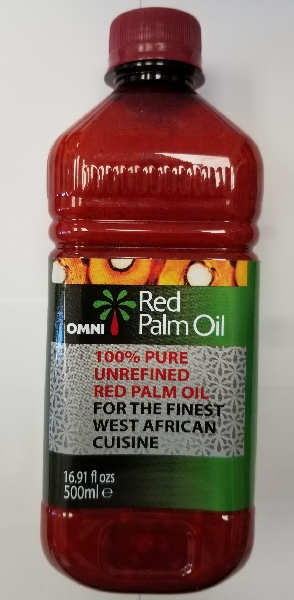 OMNI
Red
Palm Oil
100% PURE
UNREFINED
RED PALM OIL
FOR THE FINEST
WEST AFRICAN
CUISINE
16.91 fl ozs
500ml ℮